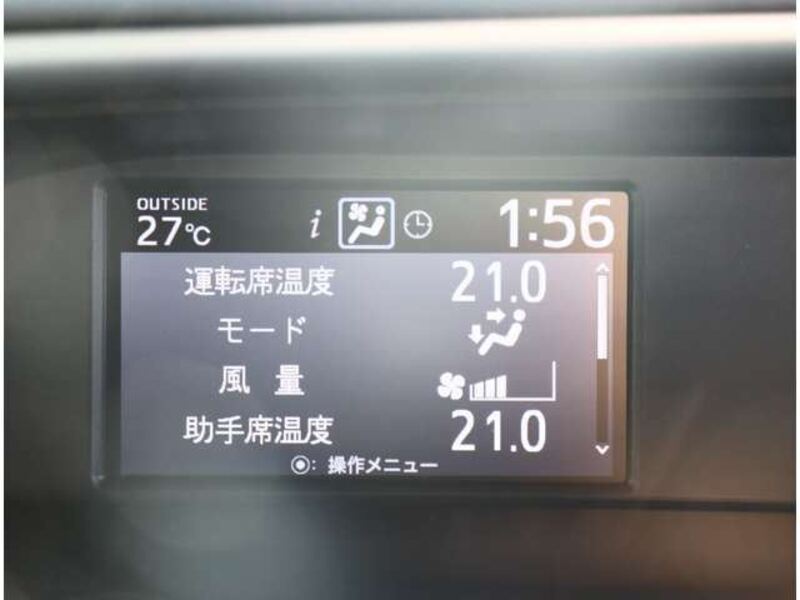 OUTSIDE
27℃
i
1:56
運転席温度 21.0
モード
風 量
助手席温度 21.0
◉: 操作メニュー